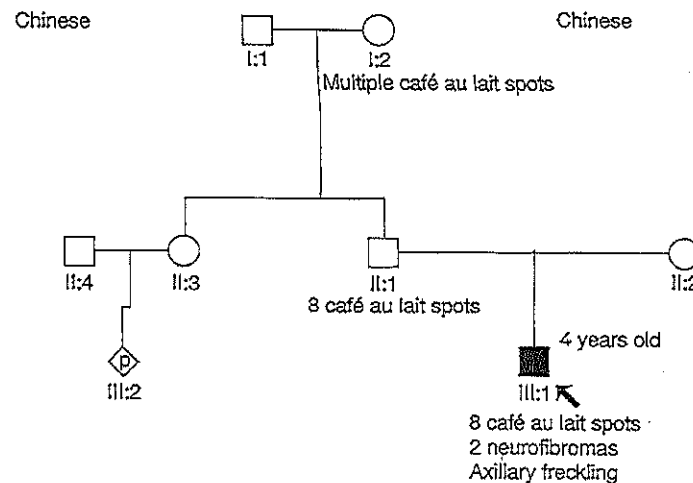 Chinese
Chinese
I:1
I:2
Multiple café au lait spots
II:4
II:3
II:1
II:2
8 café au lait spots
4 years old
p
III:2
III:1
8 café au lait spots
2 neurofibromas
Axillary freckling